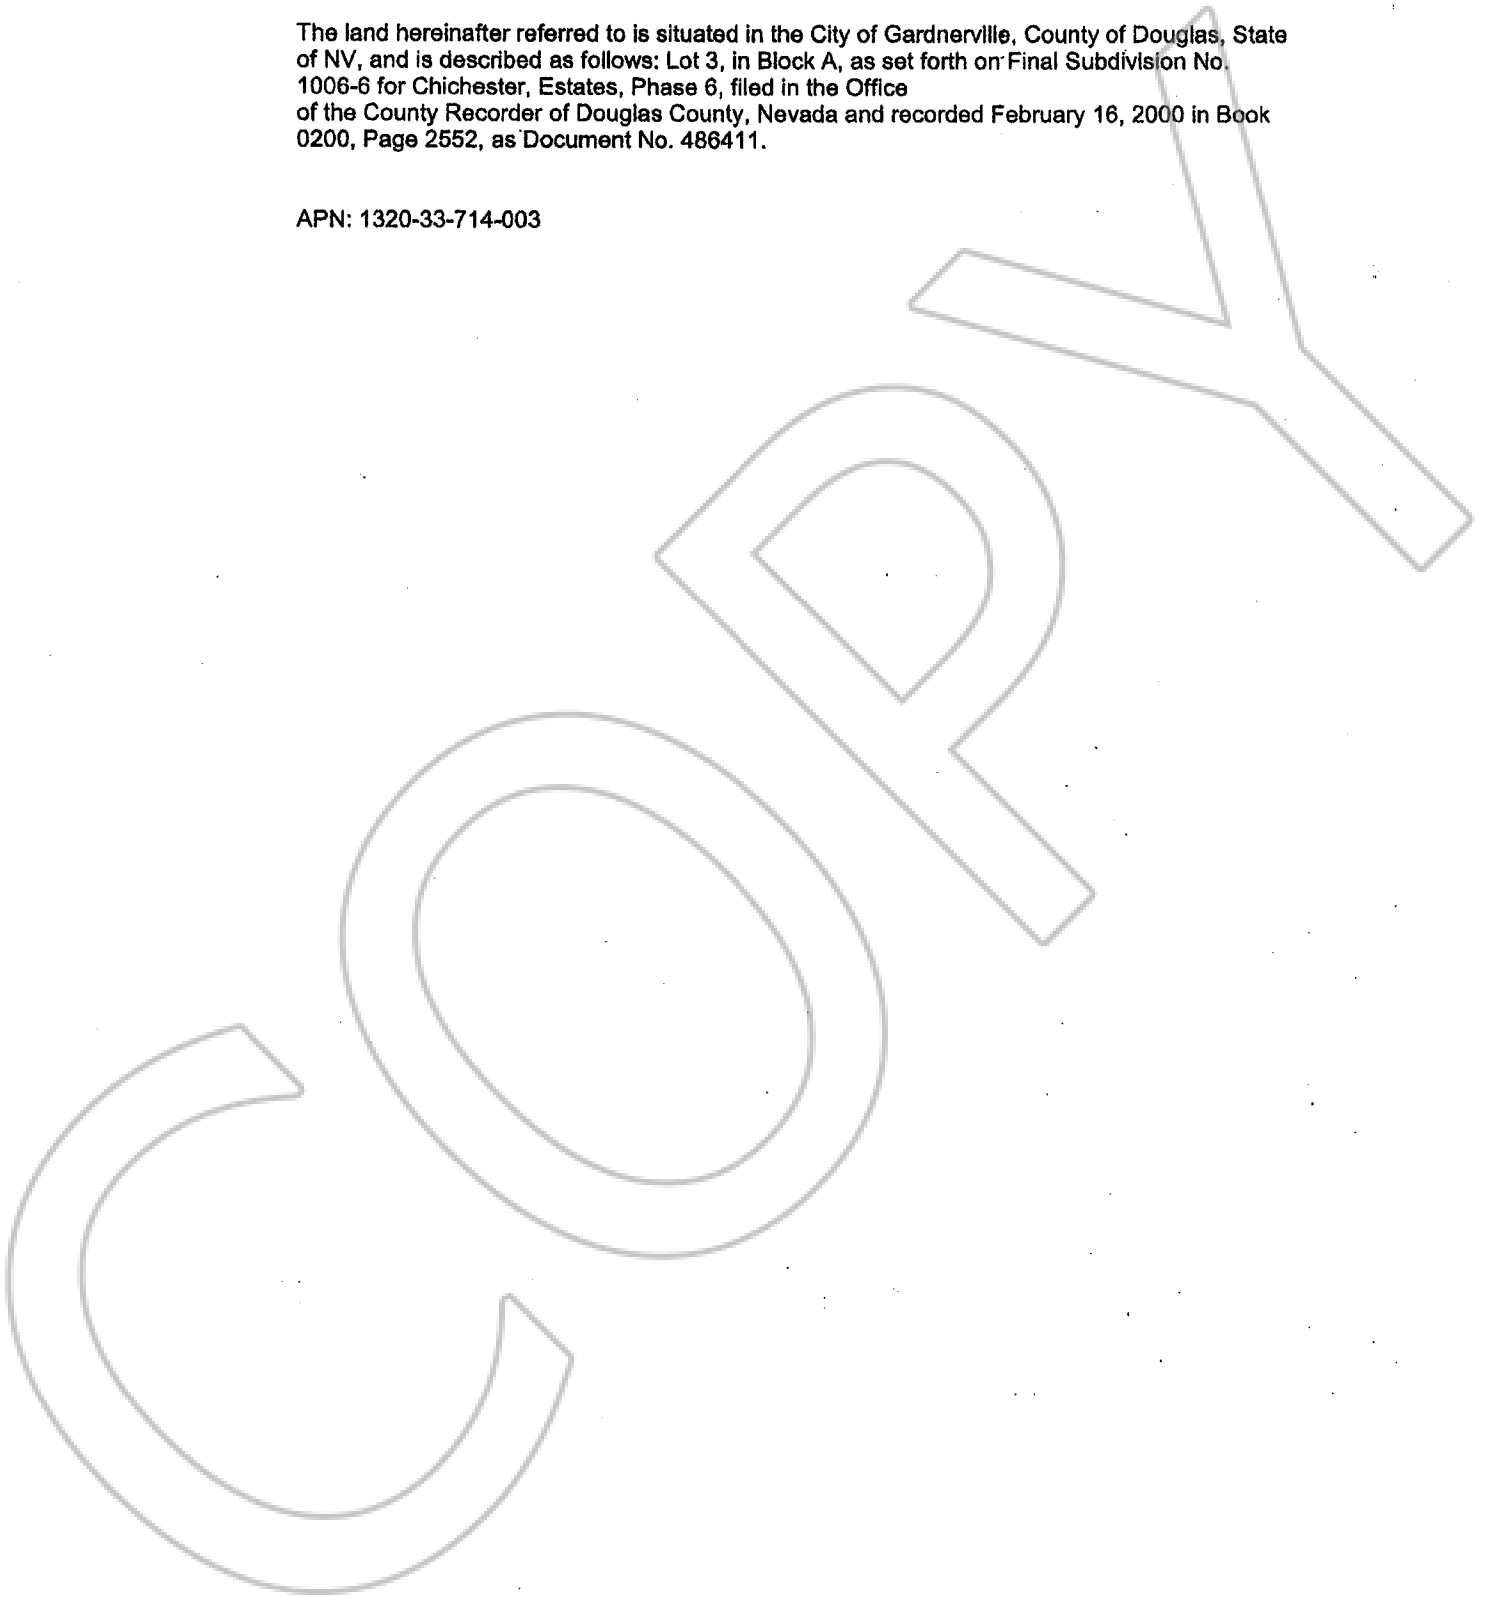 The land hereinafter referred to is situated in the City of Gardnerville, County of Douglas, State
of NV, and is described as follows: Lot 3, in Block A, as set forth on Final Subdivision No.
1006-6 for Chichester, Estates, Phase 6, filed in the Office
of the County Recorder of Douglas County, Nevada and recorded February 16, 2000 in Book
0200, Page 2552, as Document No. 486411.
APN: 1320-33-714-003
COPY